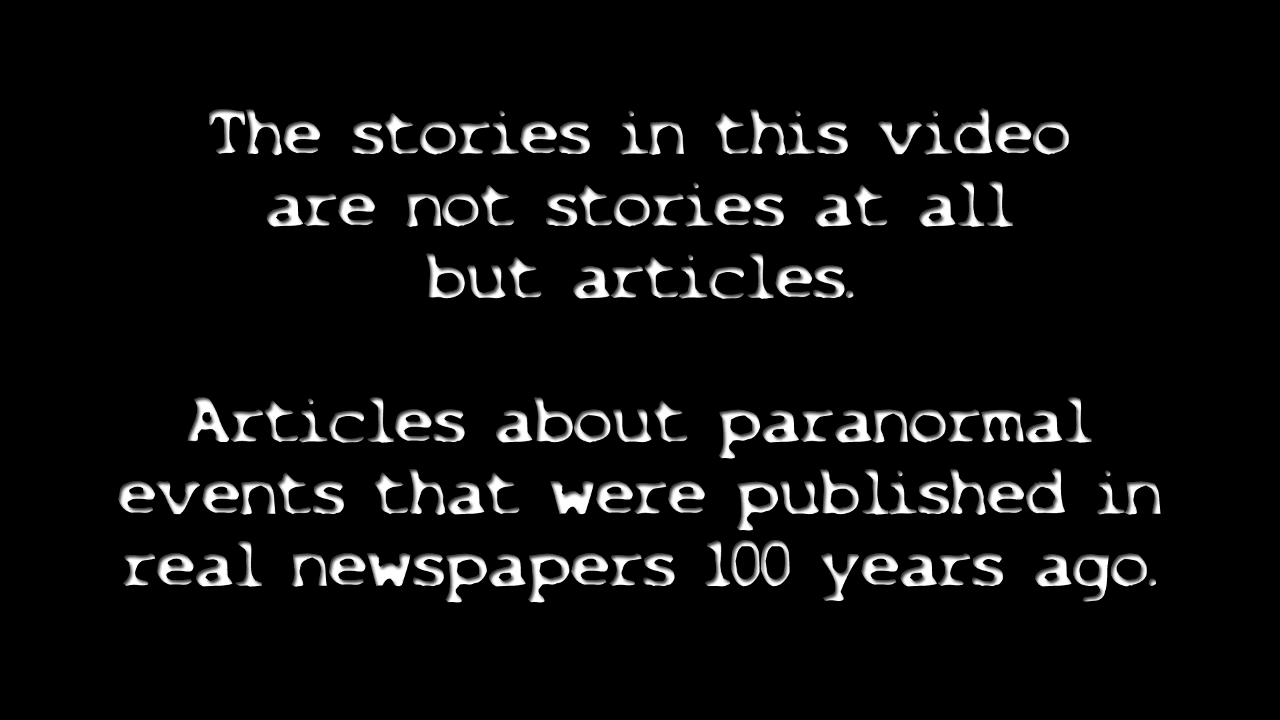 The stories in this video
are not stories at all
but articles.
Articles about paranormal
events that were published in
real newspapers 100 years ago.